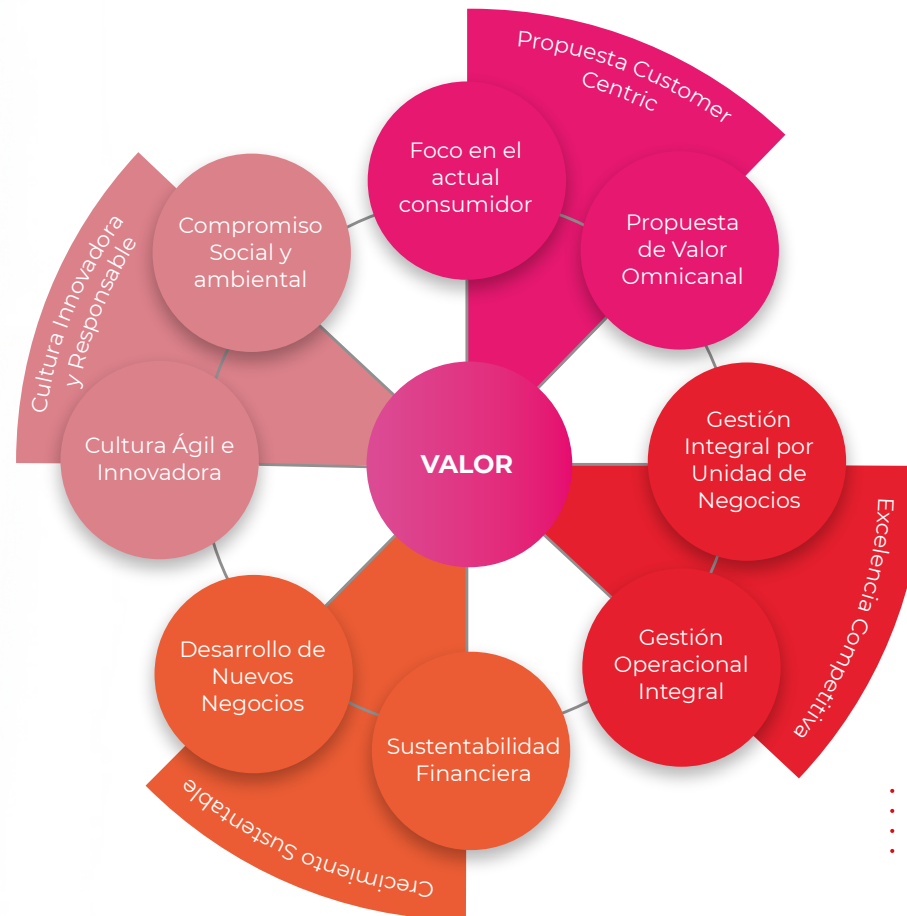 Propuesta Customer
Centric
Foco en el
actual
consumidor
Propuesta
de Valor
Omnicanal
Gestión
Integral por
Unidad de
Negocios
Excelencia Competitiva
Gestión
Operacional
Integral
Sustentabilidad
Financiera
Crecimiento Sustentable
Desarrollo de
Nuevos
Negocios
Cultura Ágil e
Innovadora
Cultura Innovadora
y Responsable
Compromiso
Social y
ambiental
VALOR